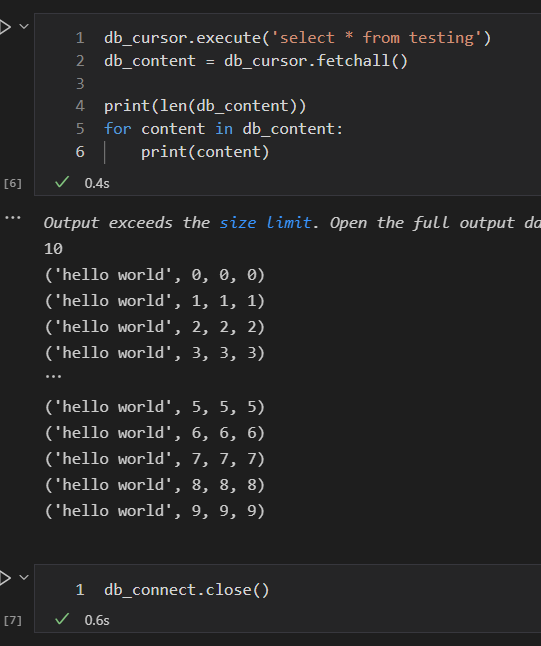 1 db_cursor.execute('select * from testing')
2 db_content = db_cursor.fetchall()
3
4 print(len(db_content))
5 for content in db_content:
6     print(content)
[6] 0.4s
... Output exceeds the size limit. Open the full output da
10
('hello world', 0, 0, 0)
('hello world', 1, 1, 1)
('hello world', 2, 2, 2)
('hello world', 3, 3, 3)
...
('hello world', 5, 5, 5)
('hello world', 6, 6, 6)
('hello world', 7, 7, 7)
('hello world', 8, 8, 8)
('hello world', 9, 9, 9)
1 db_connect.close()
[7] 0.6s